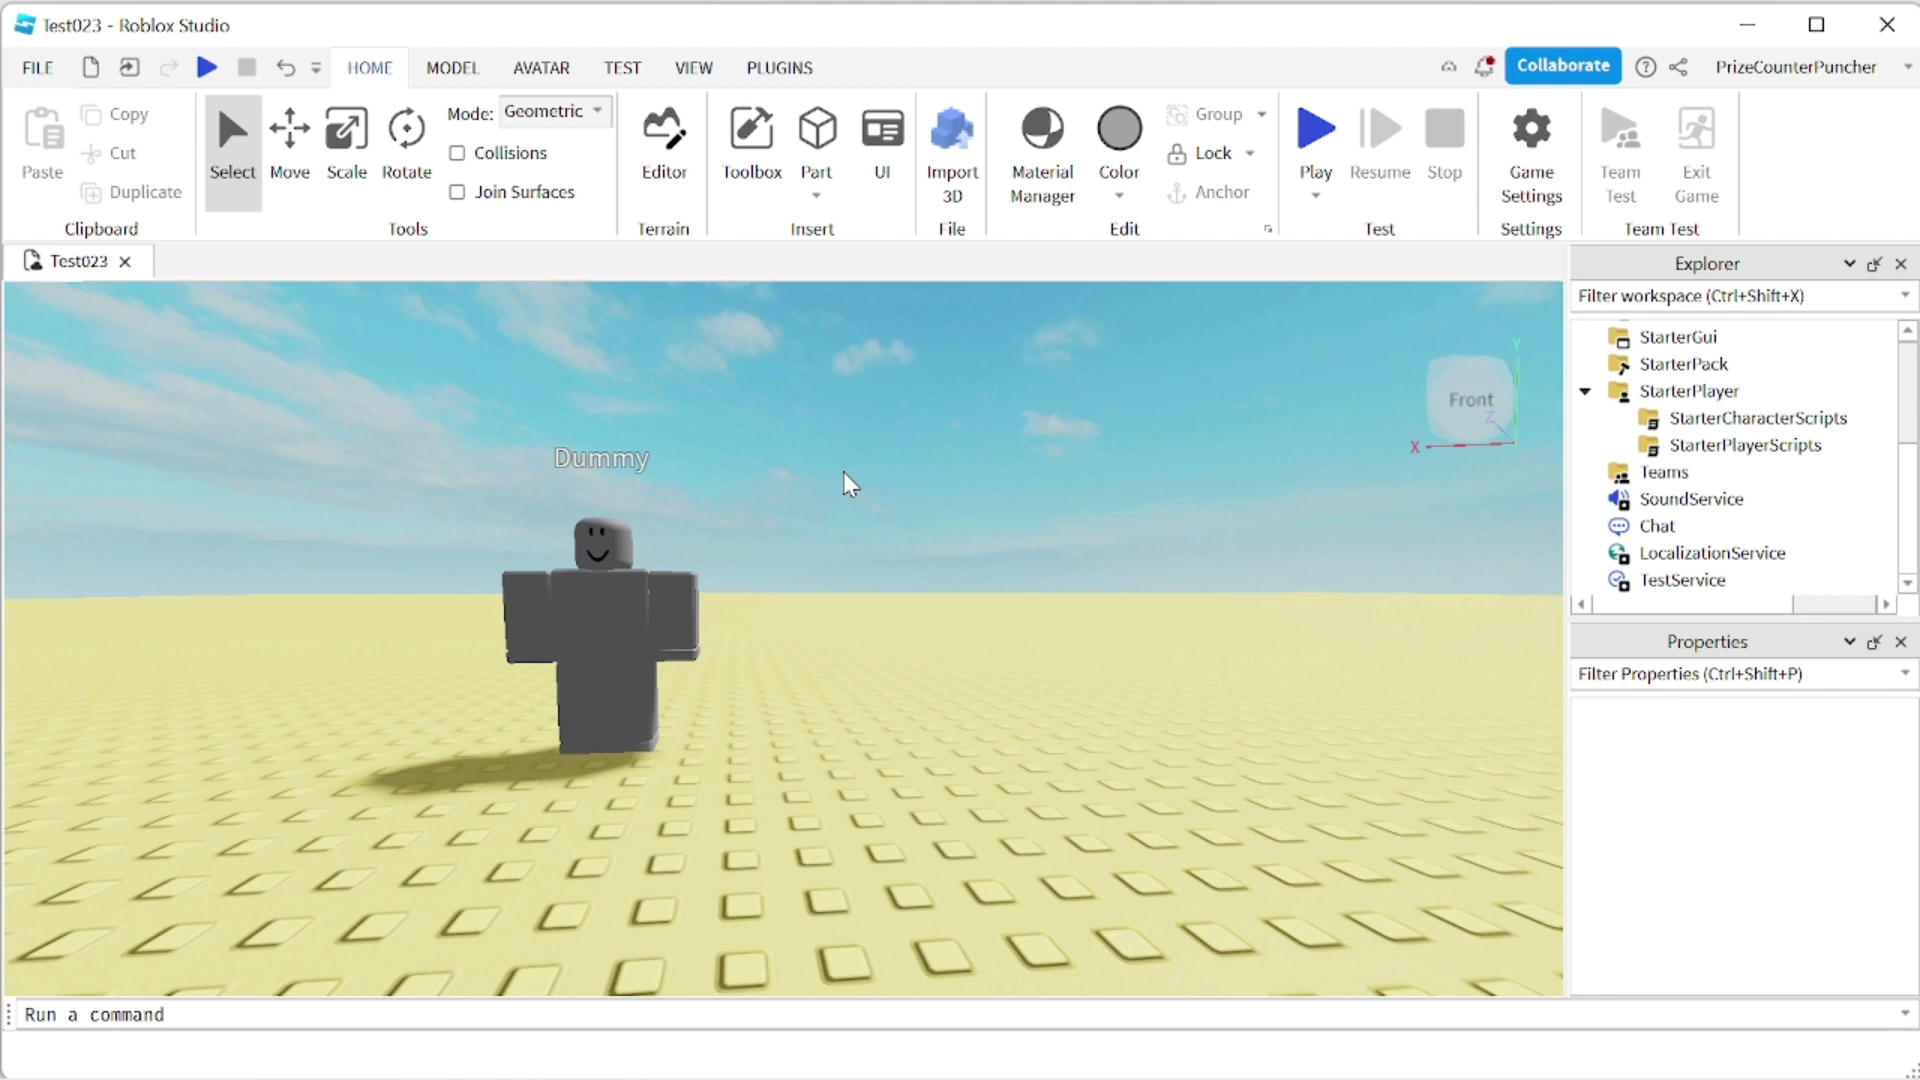 Test023 - Roblox Studio
FILE HOME MODEL AVATAR TEST VIEW PLUGINS Collaborate PrizeCounterPuncher
Paste Copy Cut Duplicate
Clipboard
Select Move Scale Rotate
Mode: Geometric
Collisions
Join Surfaces
Tools
Editor
Terrain
Toolbox Part UI
Insert
Import 3D
File
Material Manager Color
Group
Lock
Anchor
Edit
Play Resume Stop
Test
Game Settings
Settings
Team Test Exit Game
Team Test
Test023
Explorer
Filter workspace (Ctrl+Shift+X)
StarterGui
StarterPack
StarterPlayer
StarterCharacterScripts
StarterPlayerScripts
Teams
SoundService
Chat
LocalizationService
TestService
Properties
Filter Properties (Ctrl+Shift+P)
Y
Front
Z
X
Dummy
Run a command